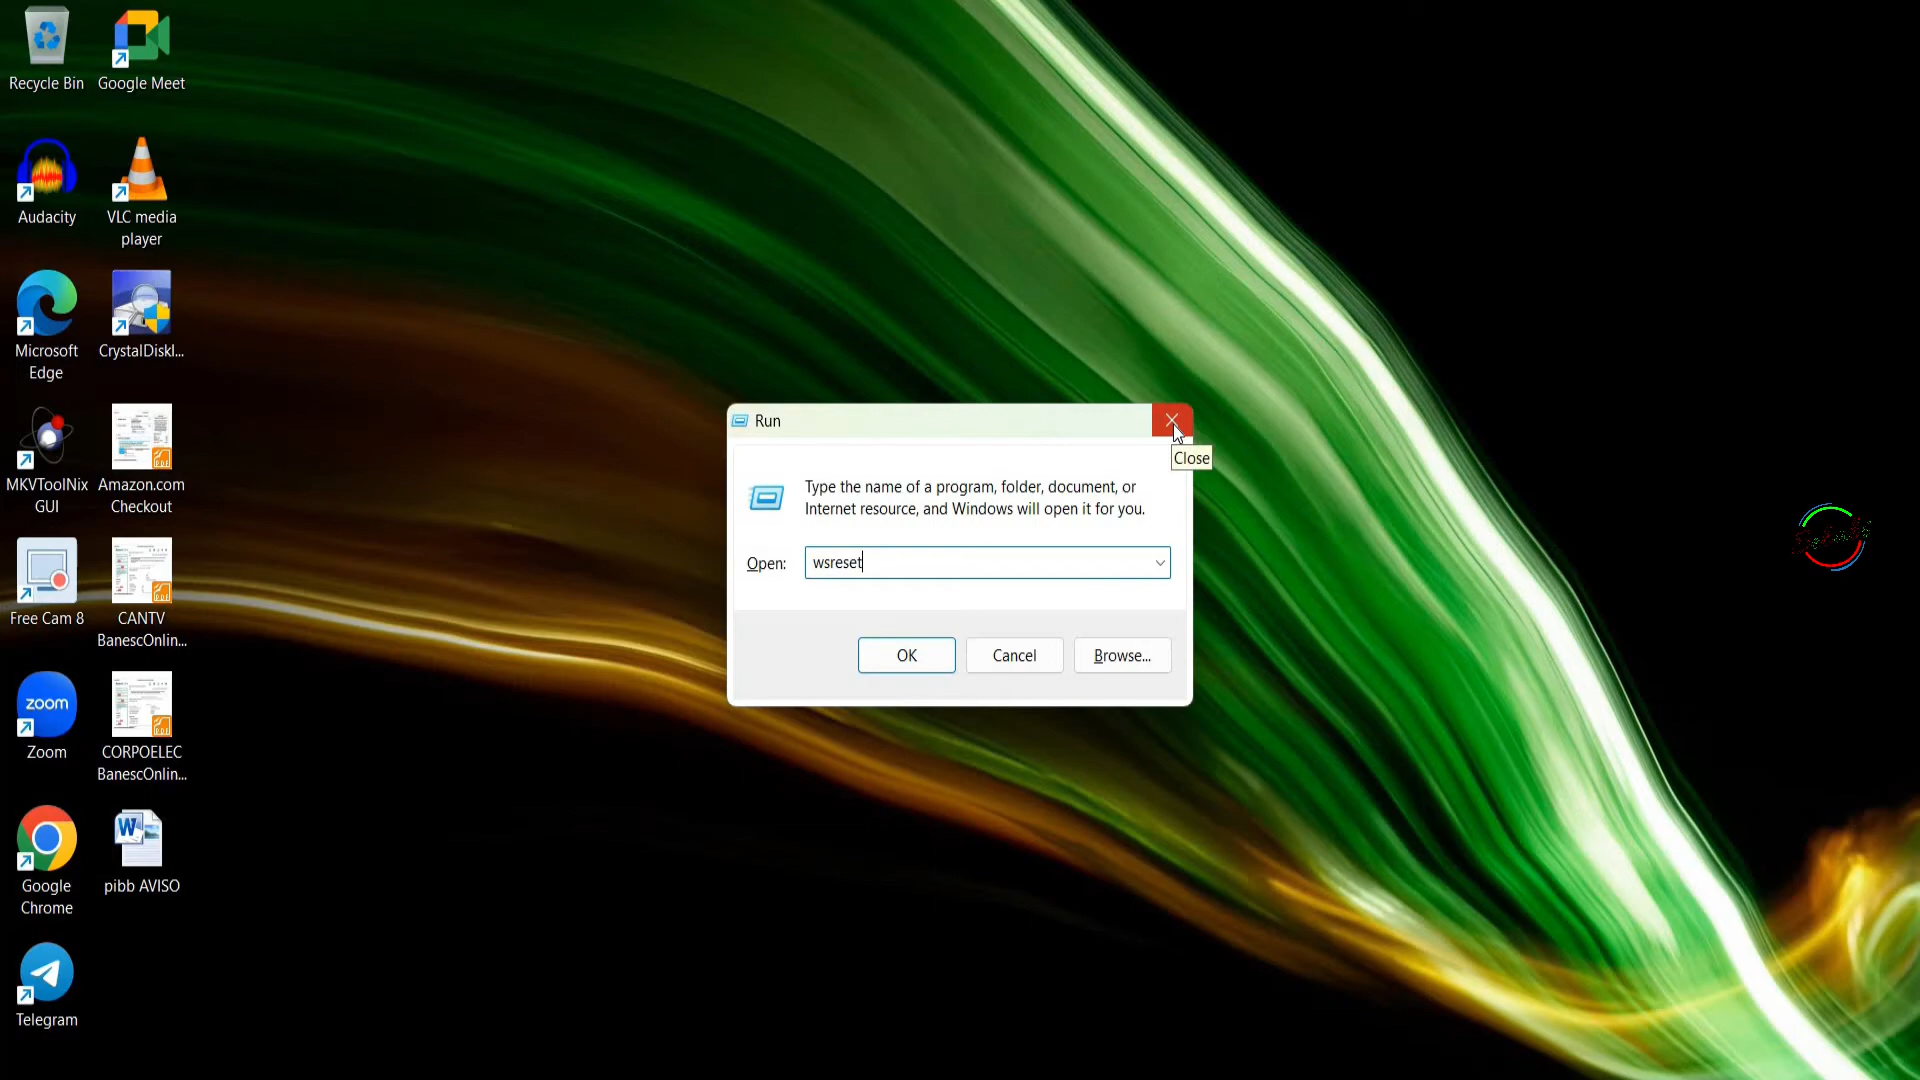 Recycle Bin
Google Meet
Audacity
VLC media
player
Microsoft
Edge
CrystalDiskI...
MKVToolNix
GUI
Amazon.com
Checkout
Free Cam 8
CANTV
BanescOnlin...
zoom
Zoom
CORPOELEC
BanescOnlin...
Google
Chrome
W
pibb AVISO
Telegram
Run
Close
Type the name of a program, folder, document, or
Internet resource, and Windows will open it for you.
Open: wsreset
OK
Cancel
Browse...